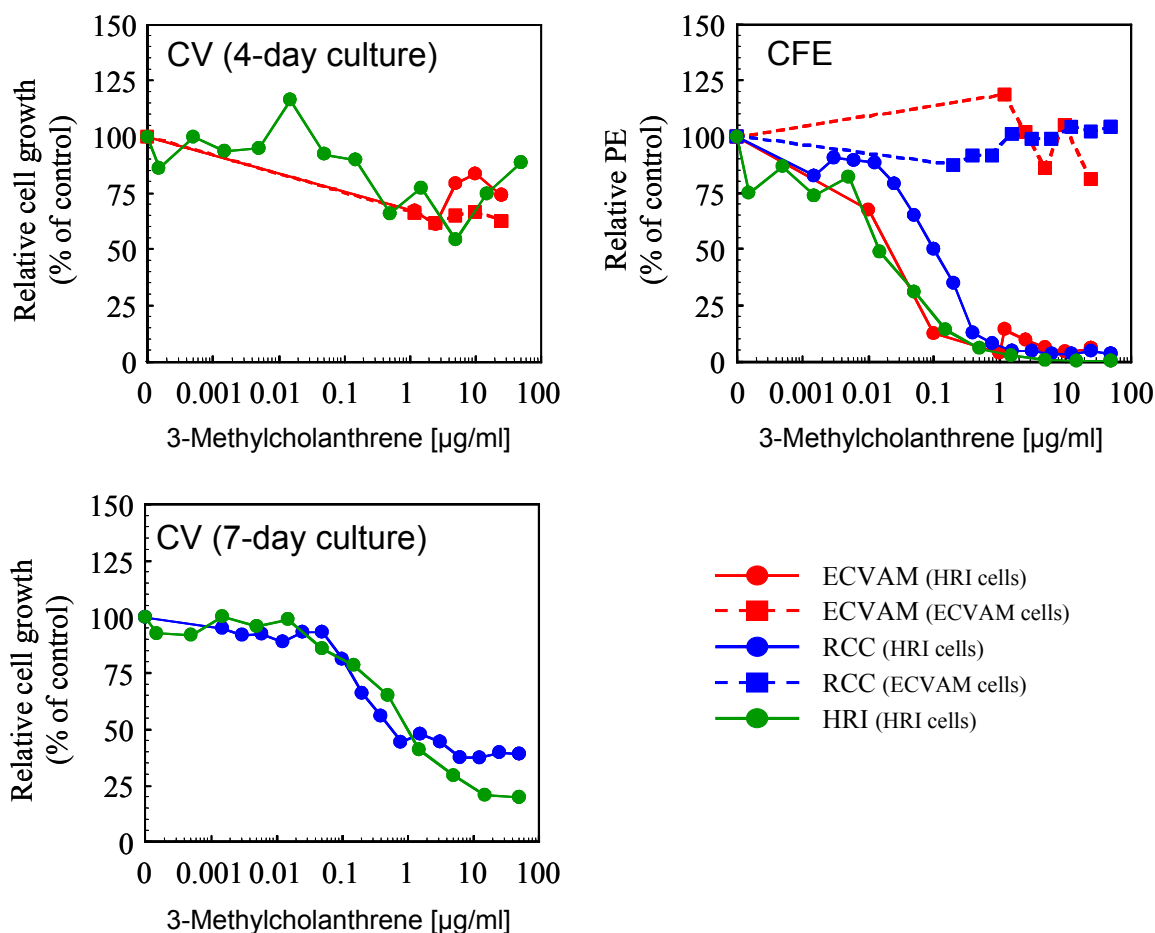 CV (4-day culture)
Relative cell growth
(% of control)
150
125
100
75
50
25
0
0 0.001 0.01 0.1 1 10 100
3-Methylcholanthrene [µg/ml]
CFE
Relative PE
(% of control)
150
125
100
75
50
25
0
0 0.001 0.01 0.1 1 10 100
3-Methylcholanthrene [µg/ml]
CV (7-day culture)
Relative cell growth
(% of control)
150
125
100
75
50
25
0
0 0.001 0.01 0.1 1 10 100
3-Methylcholanthrene [µg/ml]
ECVAM (HRI cells)
ECVAM (ECVAM cells)
RCC (HRI cells)
RCC (ECVAM cells)
HRI (HRI cells)